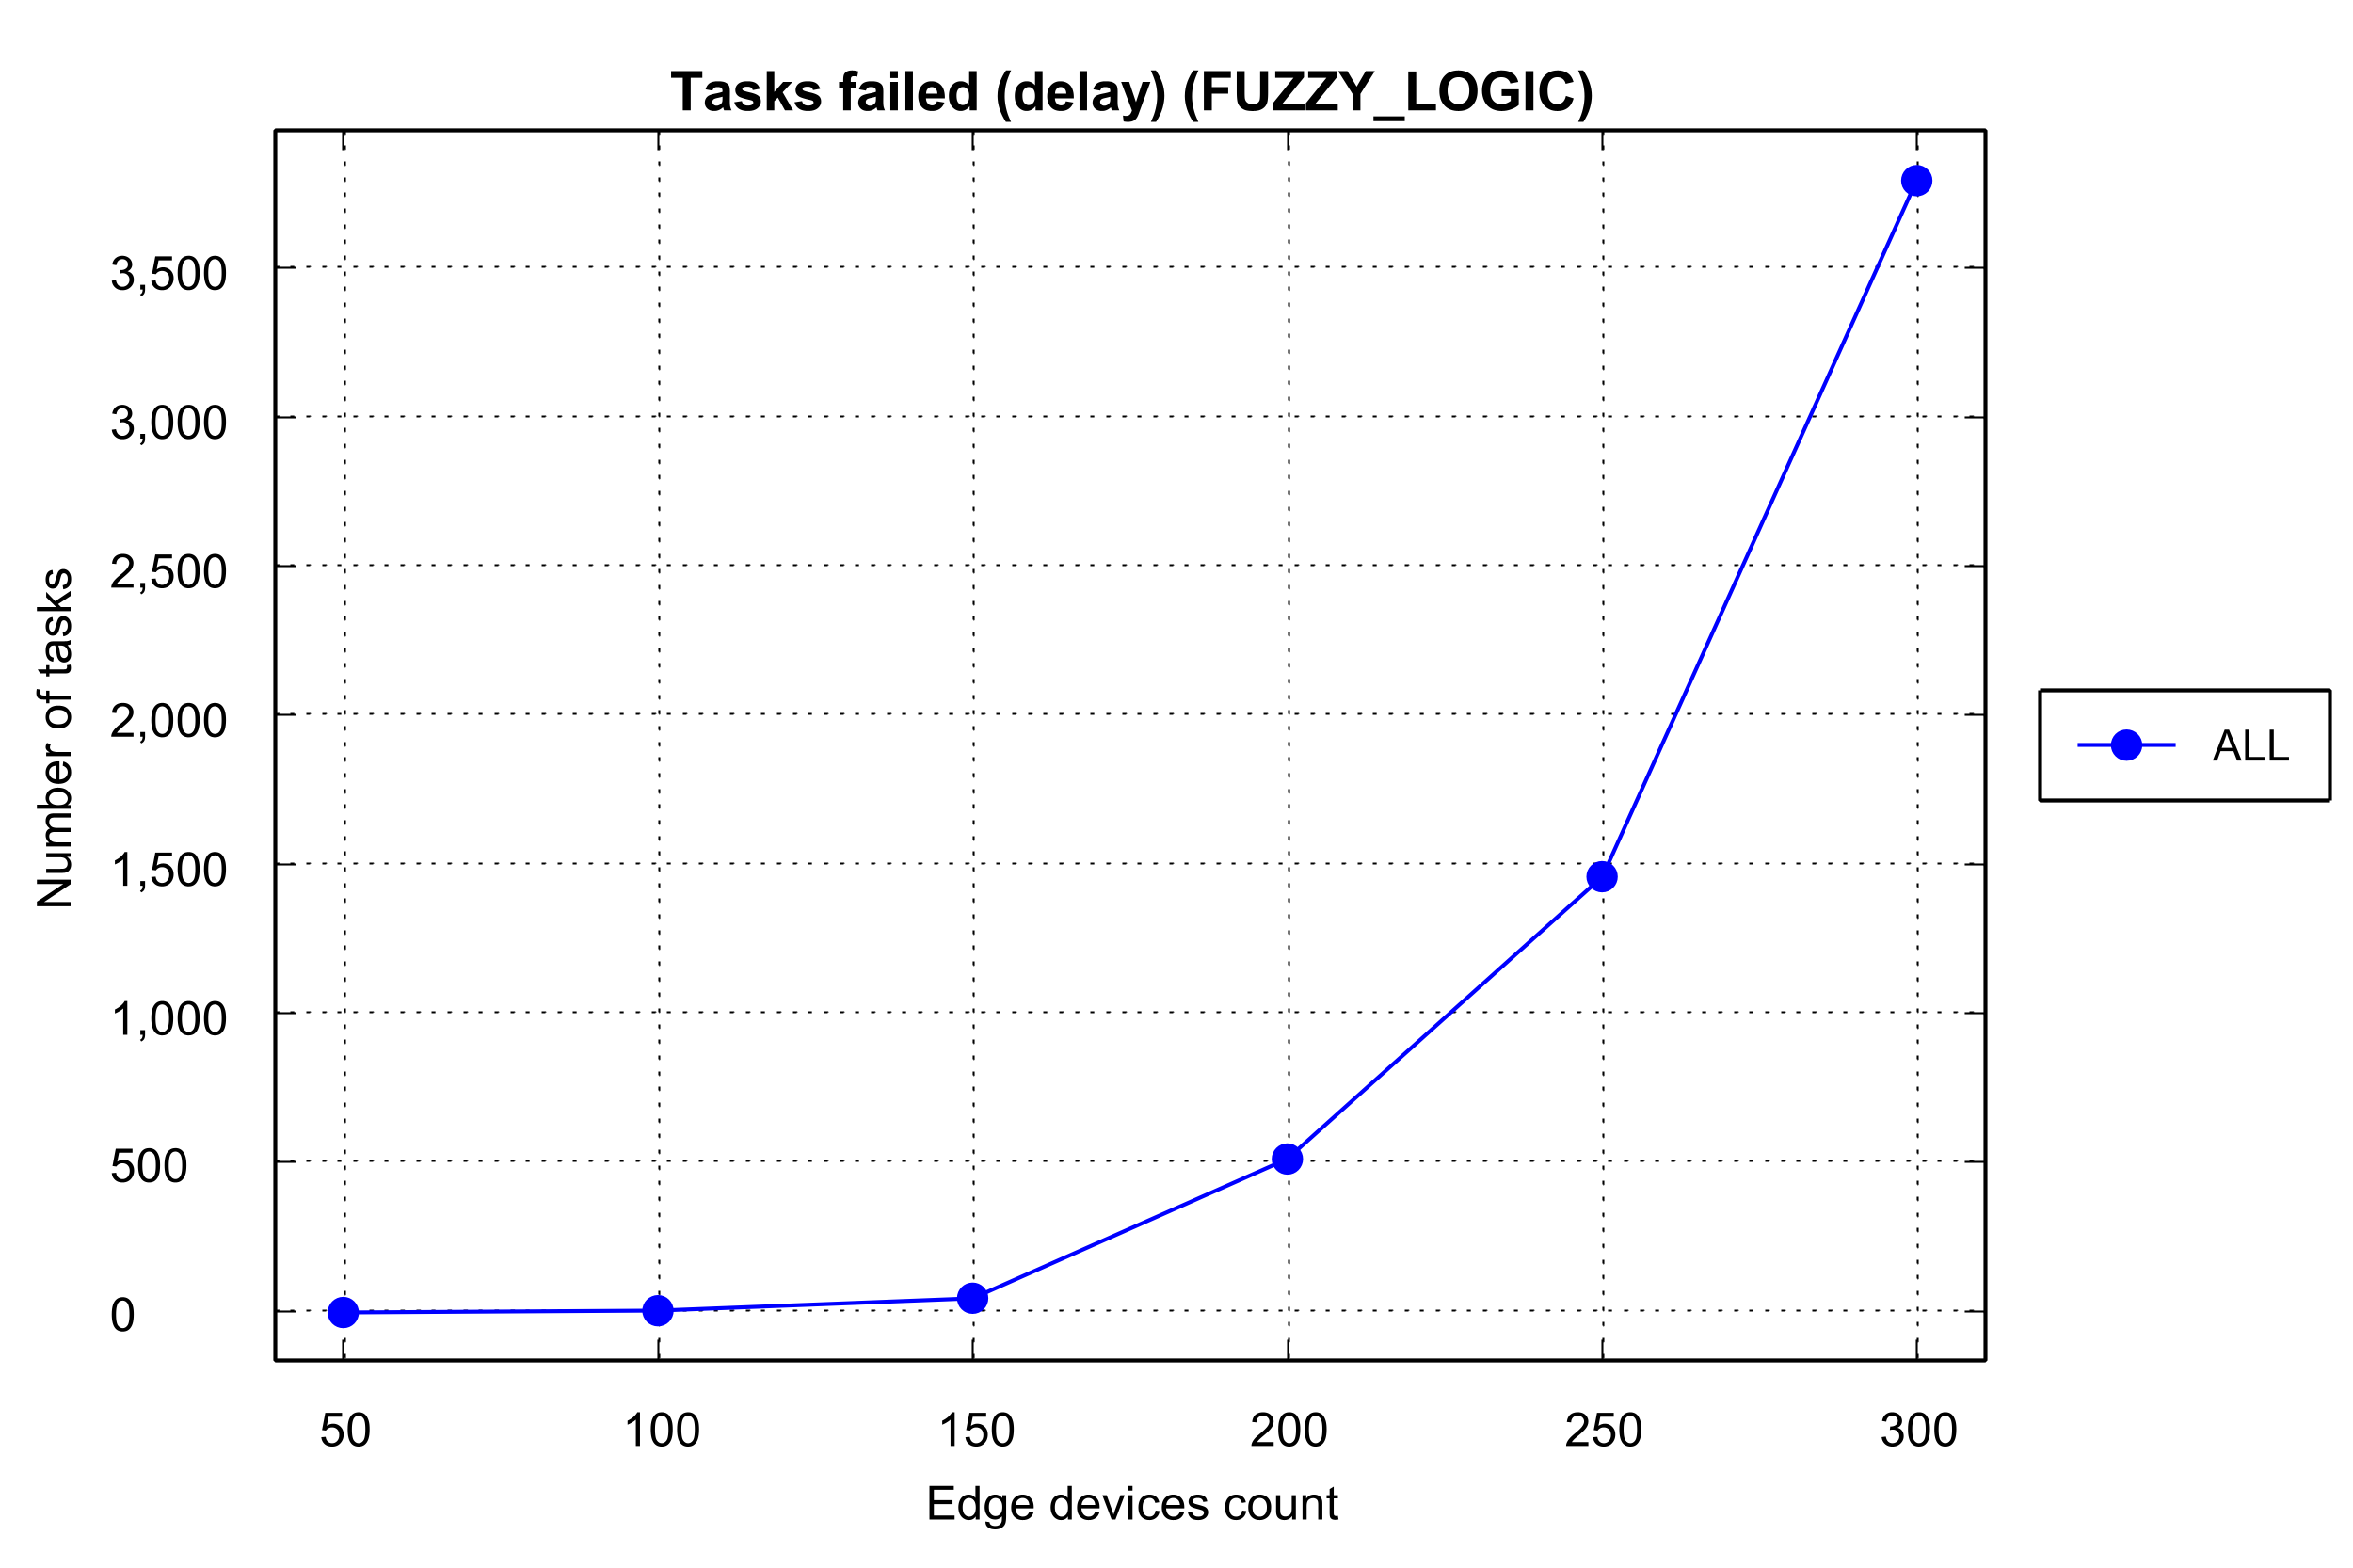 Tasks failed (delay) (FUZZY_LOGIC)
3,500
3,000
2,500
2,000
1,500
1,000
500
0
Number of tasks
50 100 150 200 250 300
Edge devices count
ALL